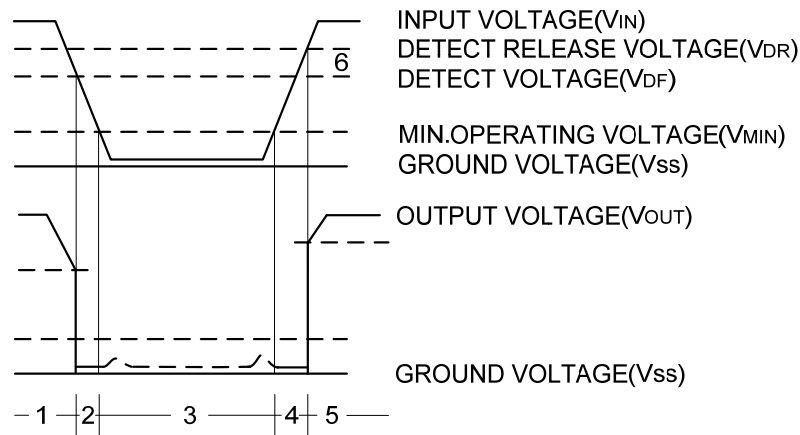 INPUT VOLTAGE(VIN)
DETECT RELEASE VOLTAGE(VDR)
6
DETECT VOLTAGE(VDF)
MIN.OPERATING VOLTAGE(VMIN)
GROUND VOLTAGE(Vss)
OUTPUT VOLTAGE(VOUT)
GROUND VOLTAGE(Vss)
1 2 3 4 5